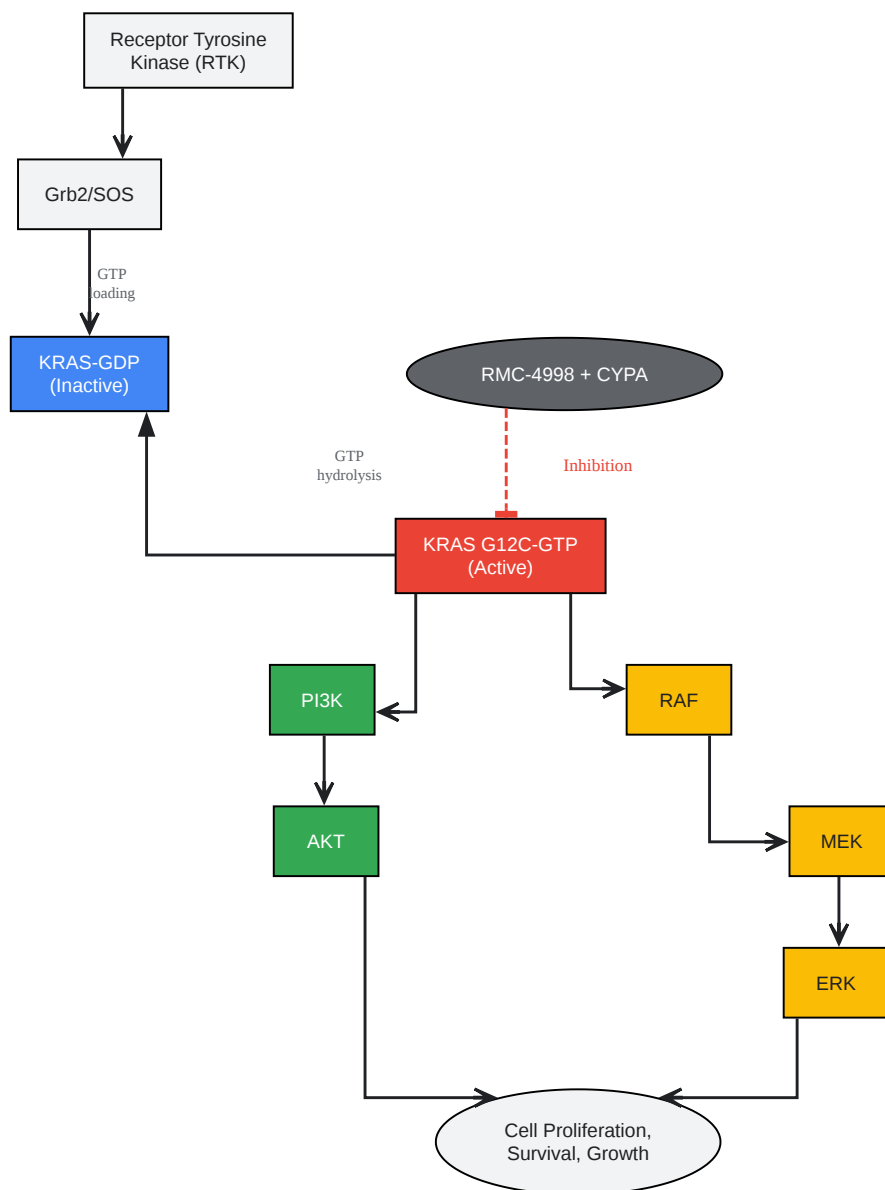 Receptor Tyrosine
Kinase (RTK)
Grb2/SOS
GTP
loading
KRAS-GDP
(Inactive)
RMC-4998 + CYPA
GTP
hydrolysis
Inhibition
KRAS G12C-GTP
(Active)
PI3K
RAF
AKT
MEK
ERK
Cell Proliferation,
Survival, Growth